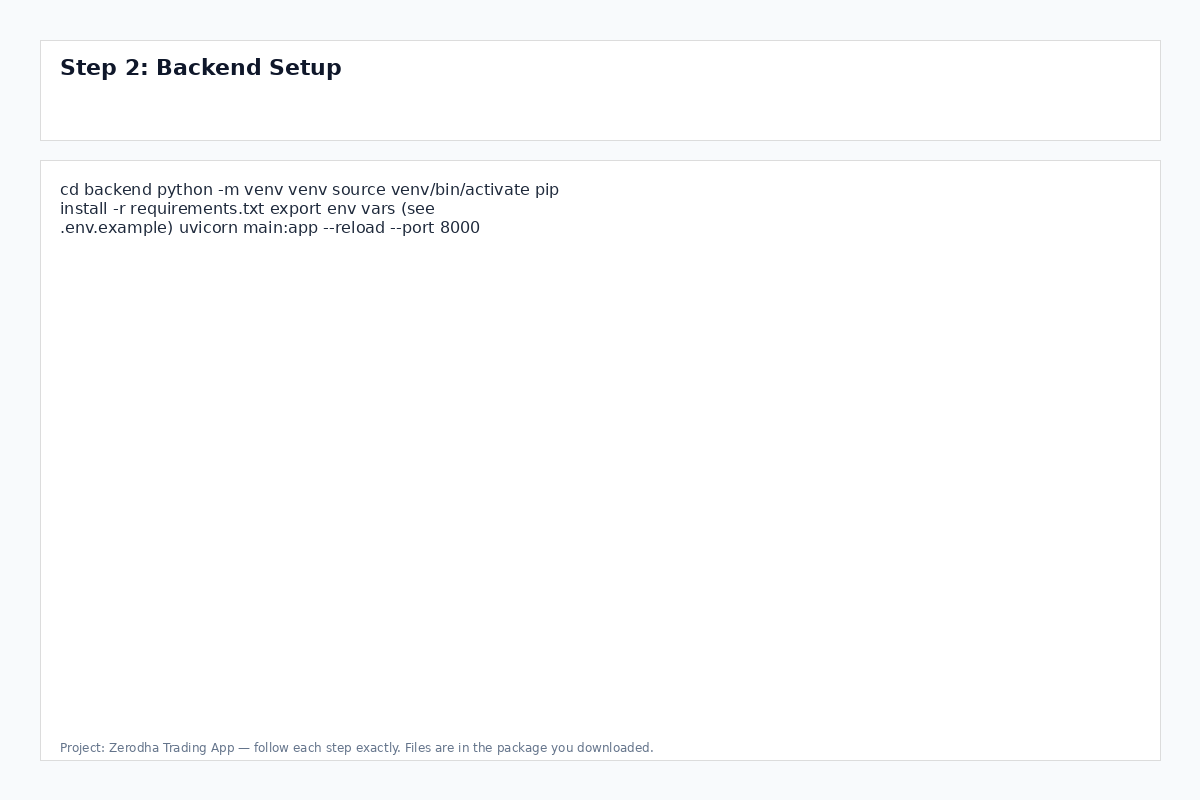 Step 2: Backend Setup
cd backend python -m venv venv source venv/bin/activate pip
install -r requirements.txt export env vars (see
.env.example) uvicorn main:app --reload --port 8000
Project: Zerodha Trading App — follow each step exactly. Files are in the package you downloaded.